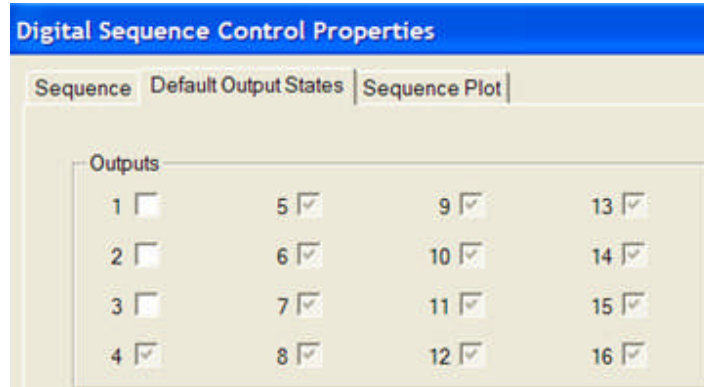 Digital Sequence Control Properties
Sequence Default Output States Sequence Plot
Outputs
1 5 9 13
2 6 10 14
3 7 11 15
4 8 12 16